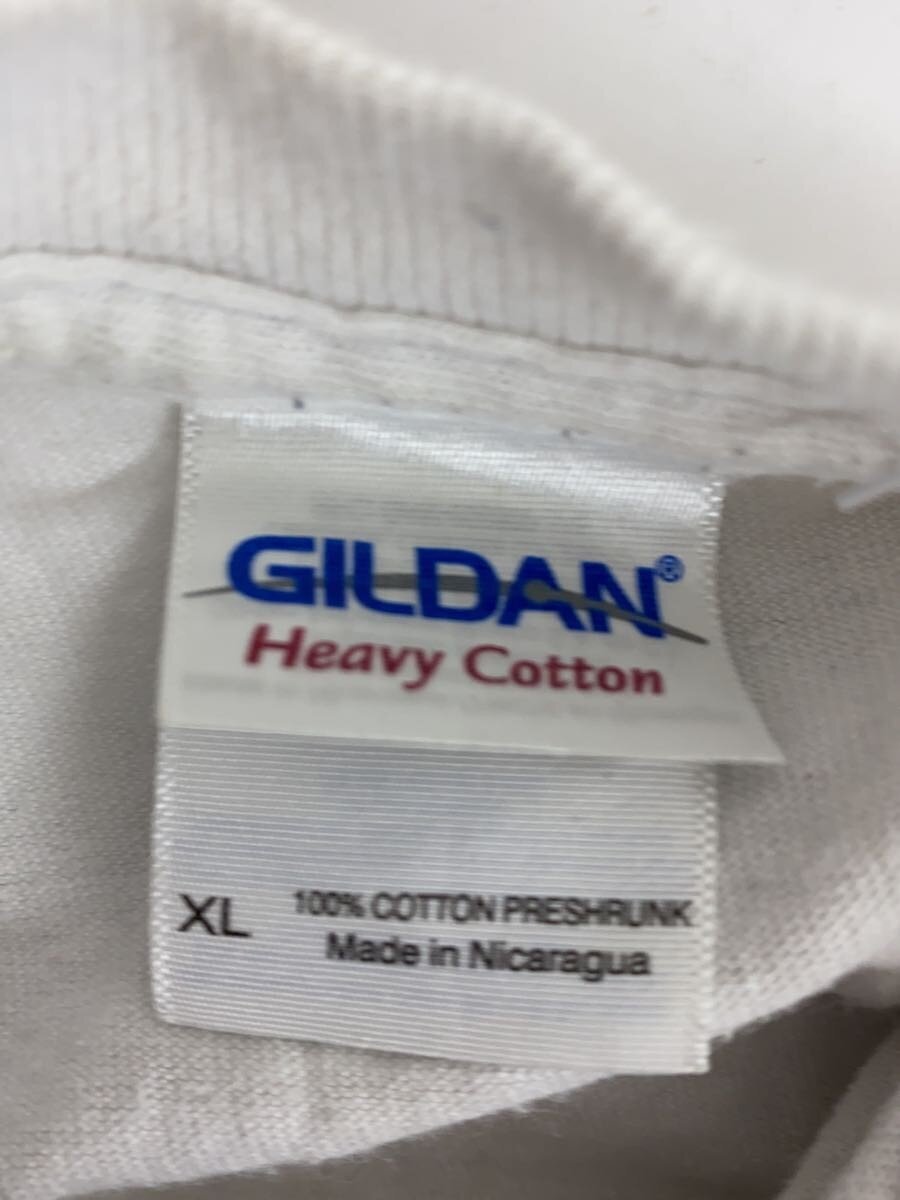 GILDAN®
Heavy Cotton
XL 100% COTTON PRESHRUNK
Made in Nicaragua